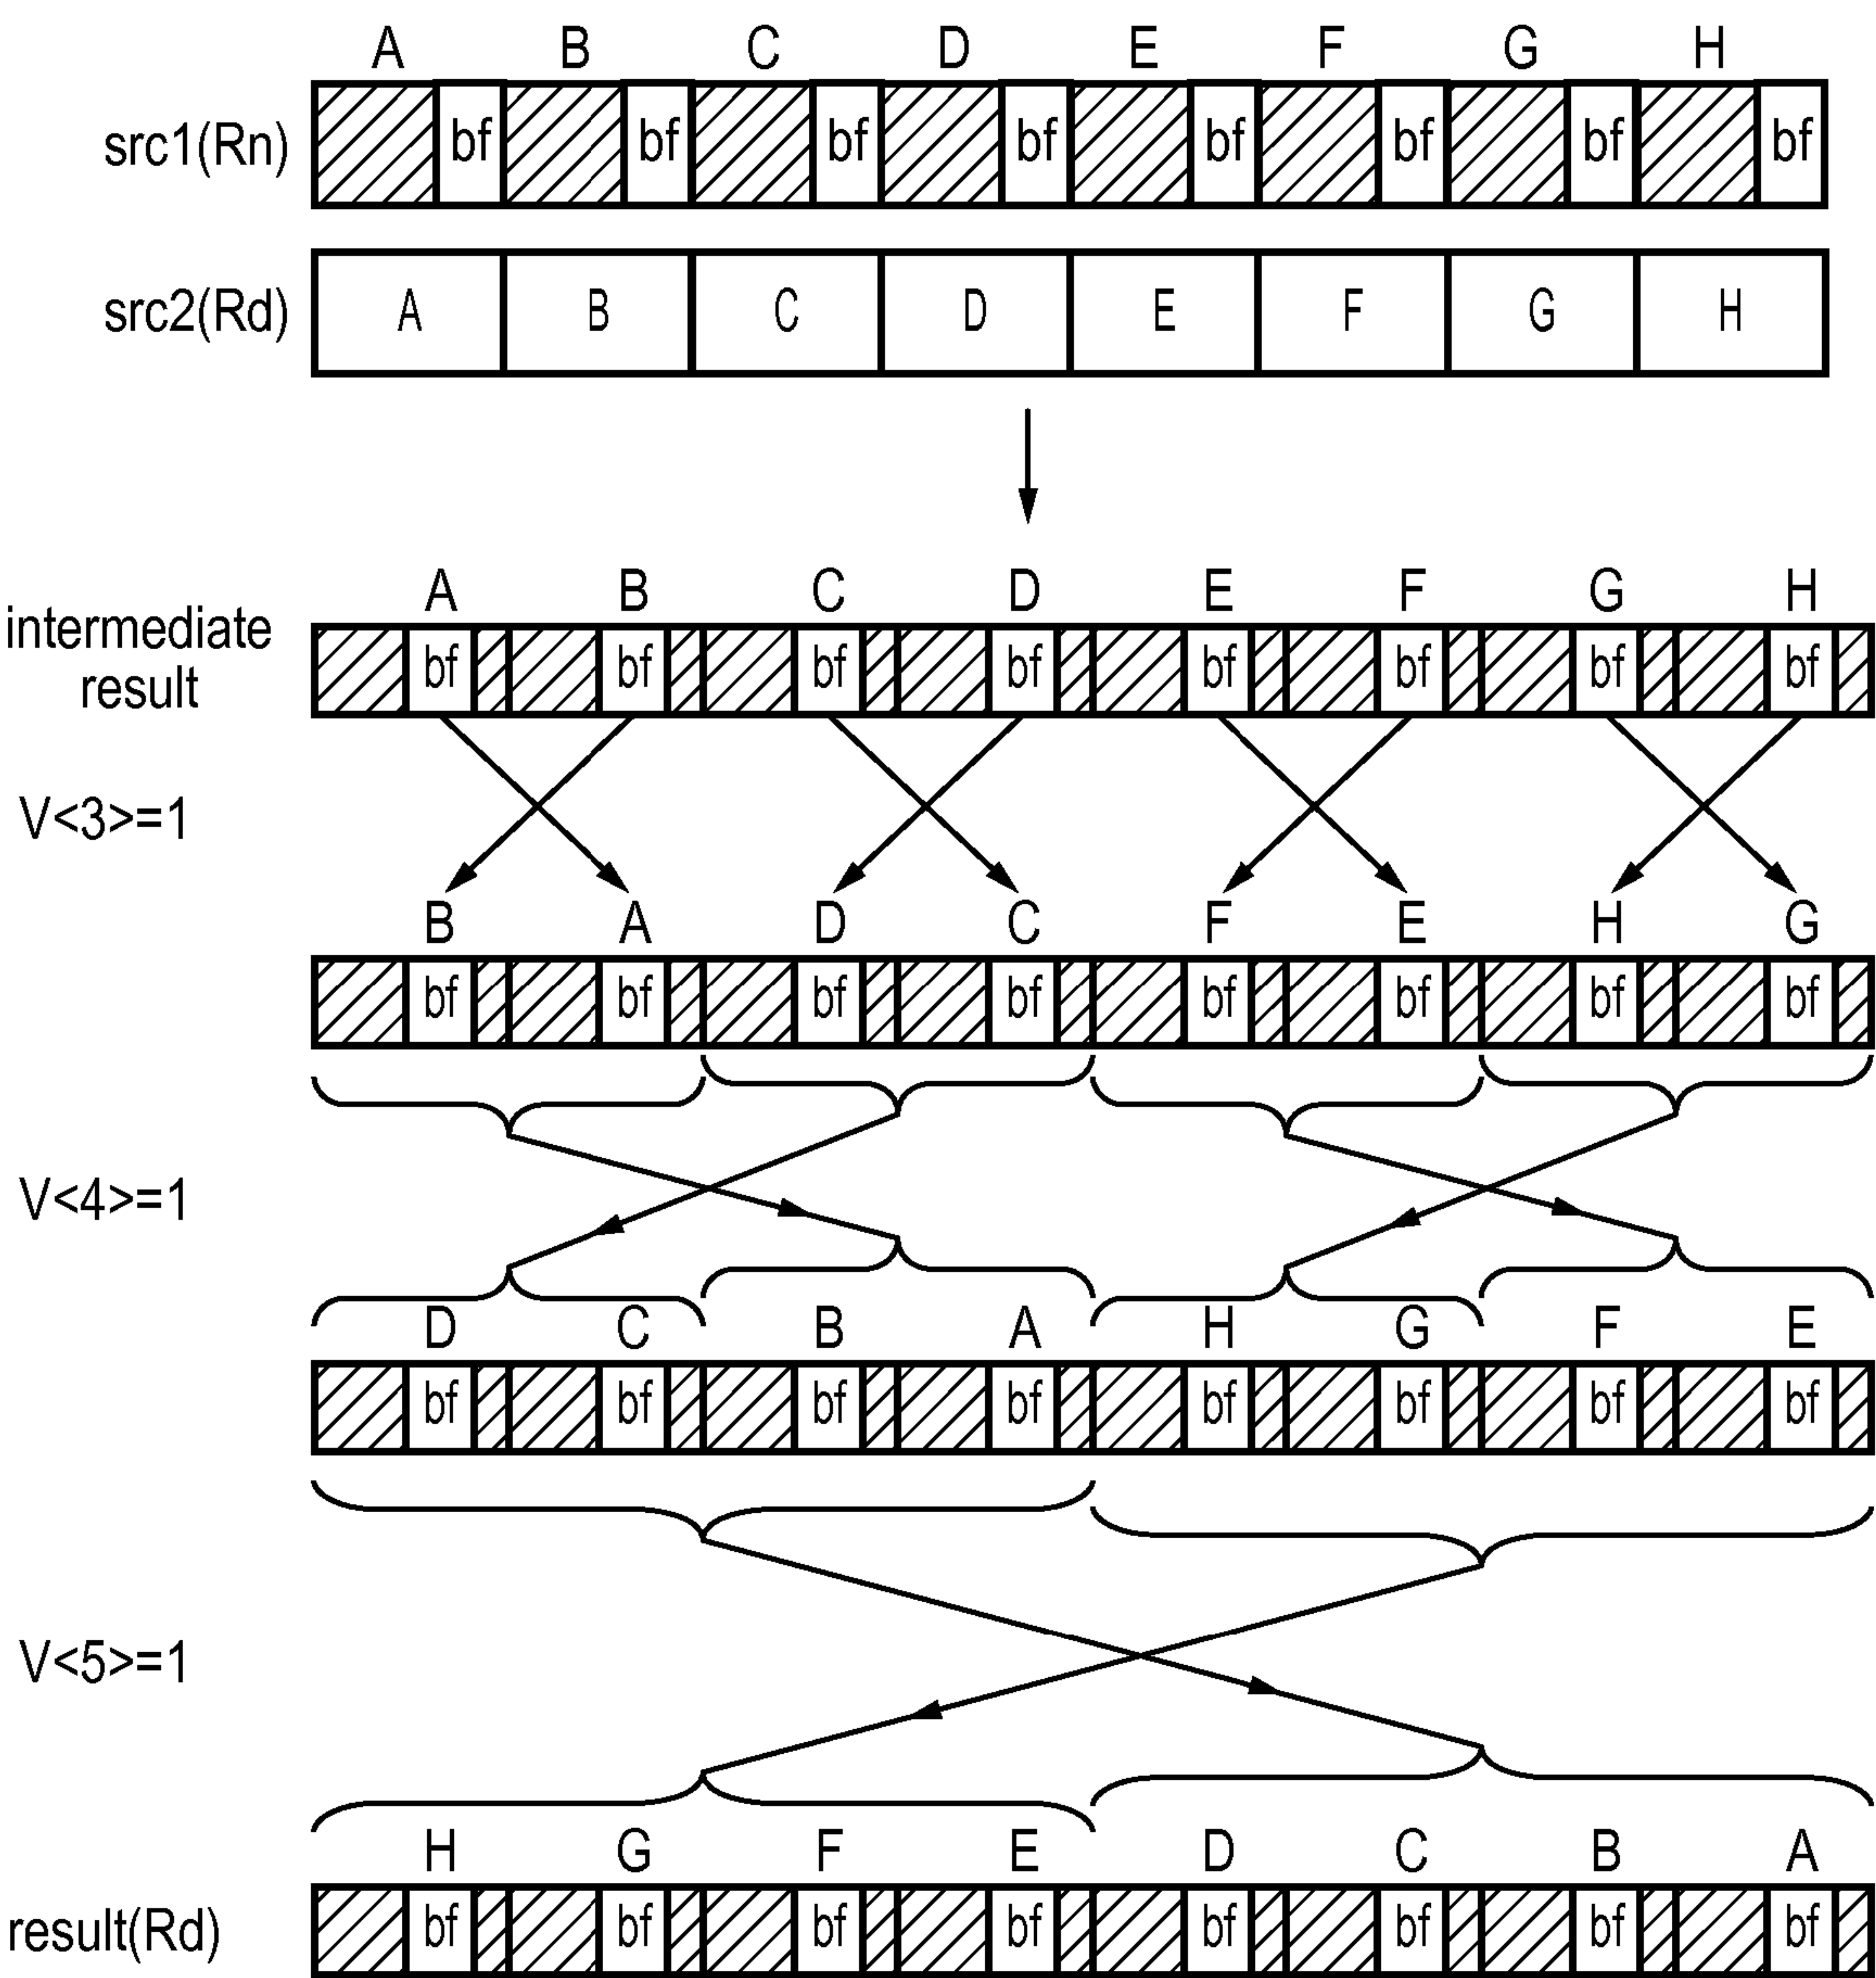 A B C D E F G H
src1(Rn) bf bf bf bf bf bf bf bf
src2(Rd) A B C D E F G H
A B C D E F G H
intermediate
result
bf bf bf bf bf bf bf bf
V<3>=1
B A D C F E H G
bf bf bf bf bf bf bf bf
V<4>=1
D C B A H G F E
bf bf bf bf bf bf bf bf
V<5>=1
H G F E D C B A
result(Rd) bf bf bf bf bf bf bf bf